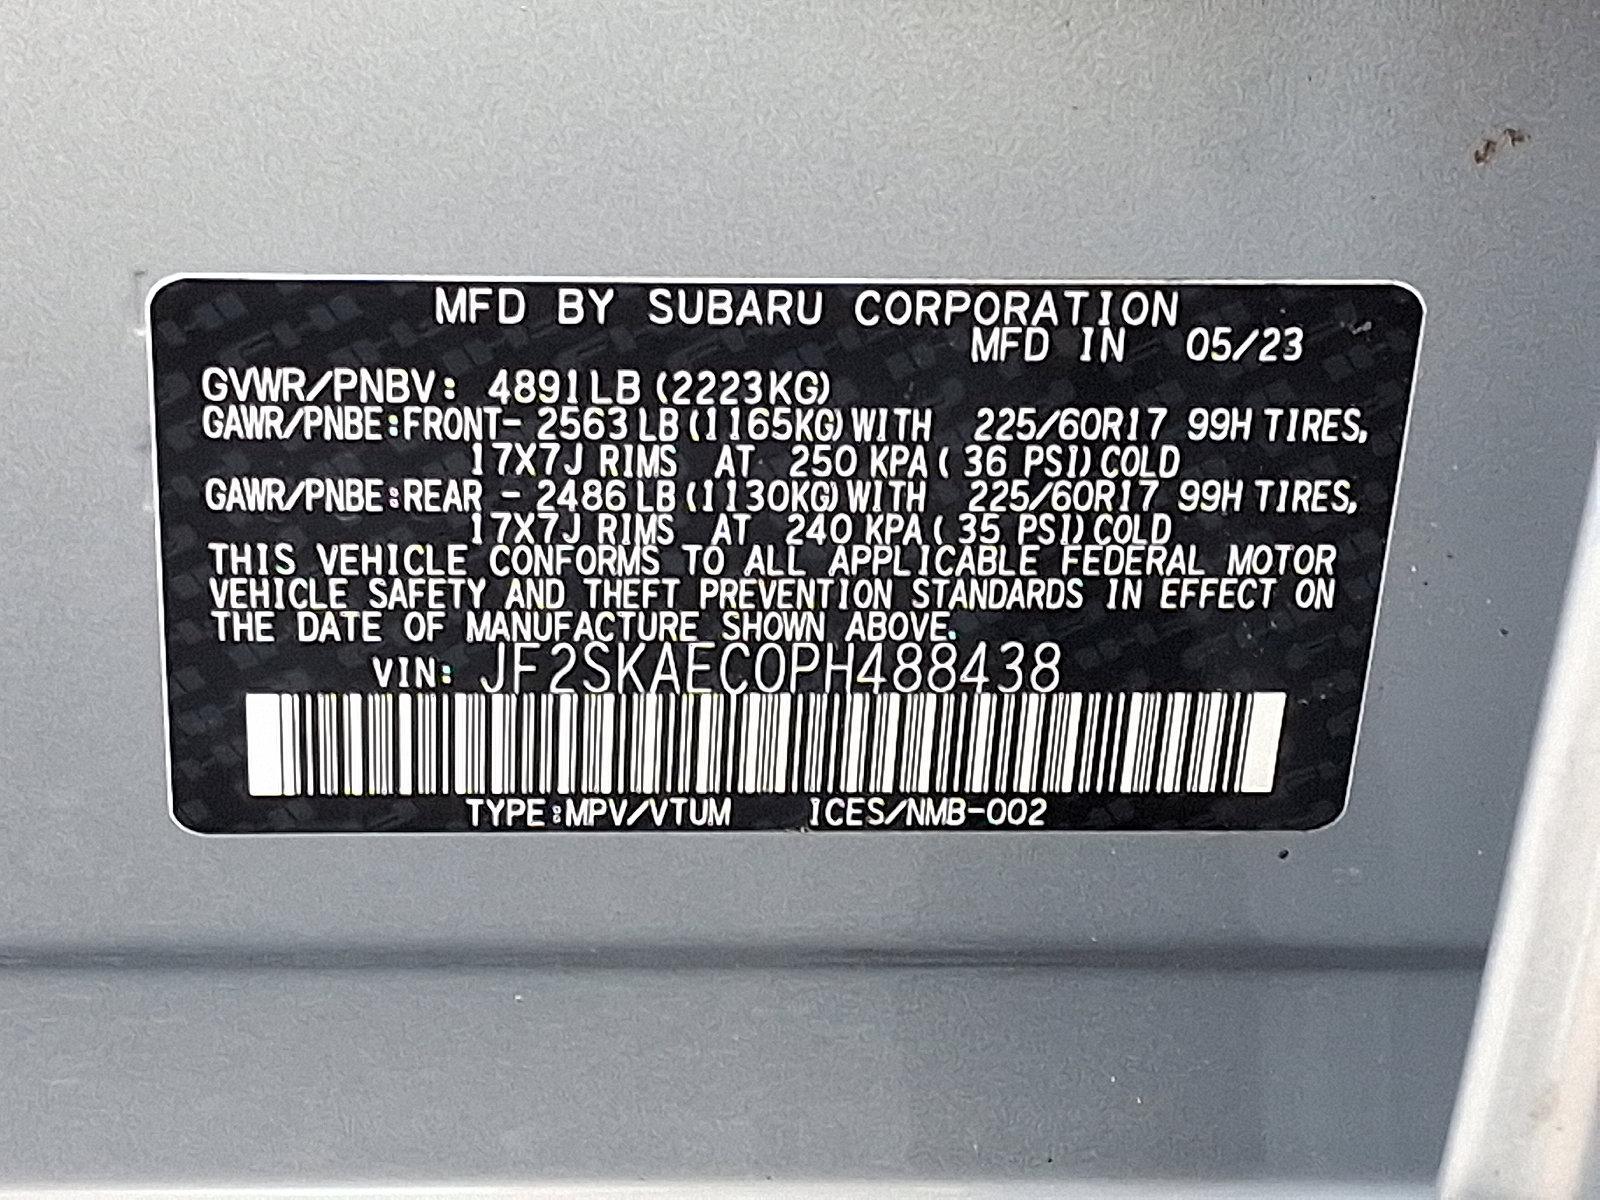 MFD BY SUBARU CORPORATION
MFD IN 05/23
GVWR/PNBV: 4891LB (2223KG)
GAWR/PNBE:FRONT- 2563LB (1165KG) WITH 225/60R17 99H TIRES,
17X7J RIMS AT 250 KPA ( 36 PSI) COLD
GAWR/PNBE:REAR - 2486LB (1130KG) WITH 225/60R17 99H TIRES,
17X7J RIMS AT 240 KPA ( 35 PSI) COLD
THIS VEHICLE CONFORMS TO ALL APPLICABLE FEDERAL MOTOR
VEHICLE SAFETY AND THEFT PREVENTION STANDARDS IN EFFECT ON
THE DATE OF MANUFACTURE SHOWN ABOVE.
VIN: JF2SKAEC0PH488438
TYPE:MPV/VTUM ICES/NMB-002